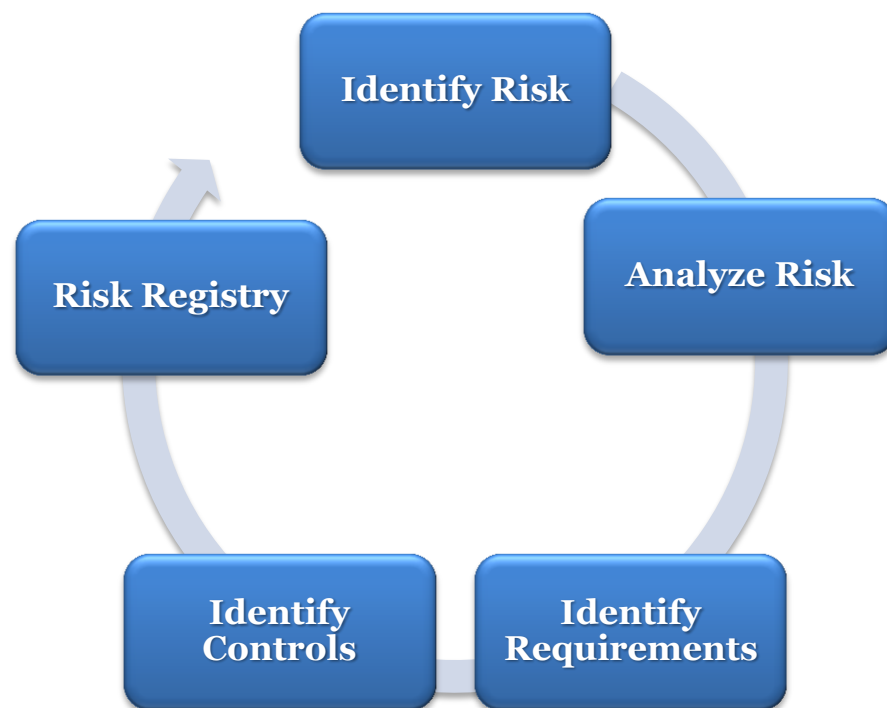 Identify Risk
Analyze Risk
Identify
Requirements
Identify
Controls
Risk Registry